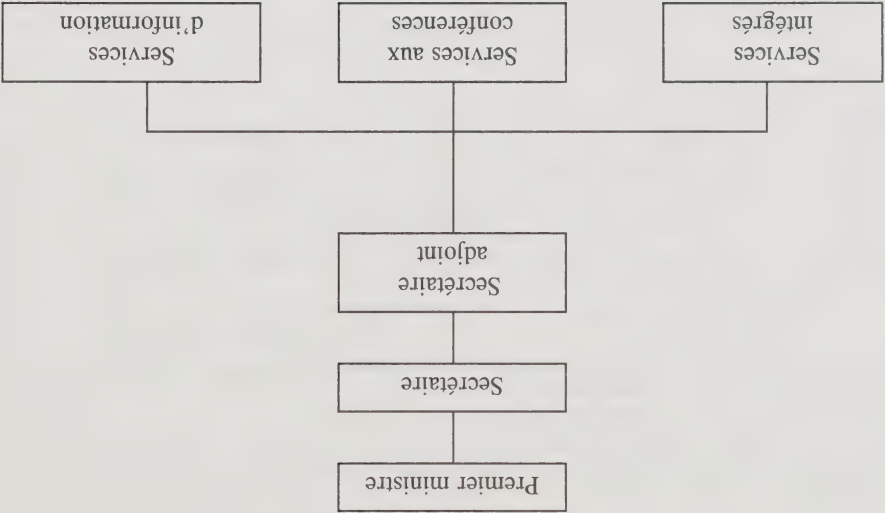 Premier ministre
Secrétaire
Secrétaire
adjoint
Services
intégrés
Services aux
conférences
Services
d'information